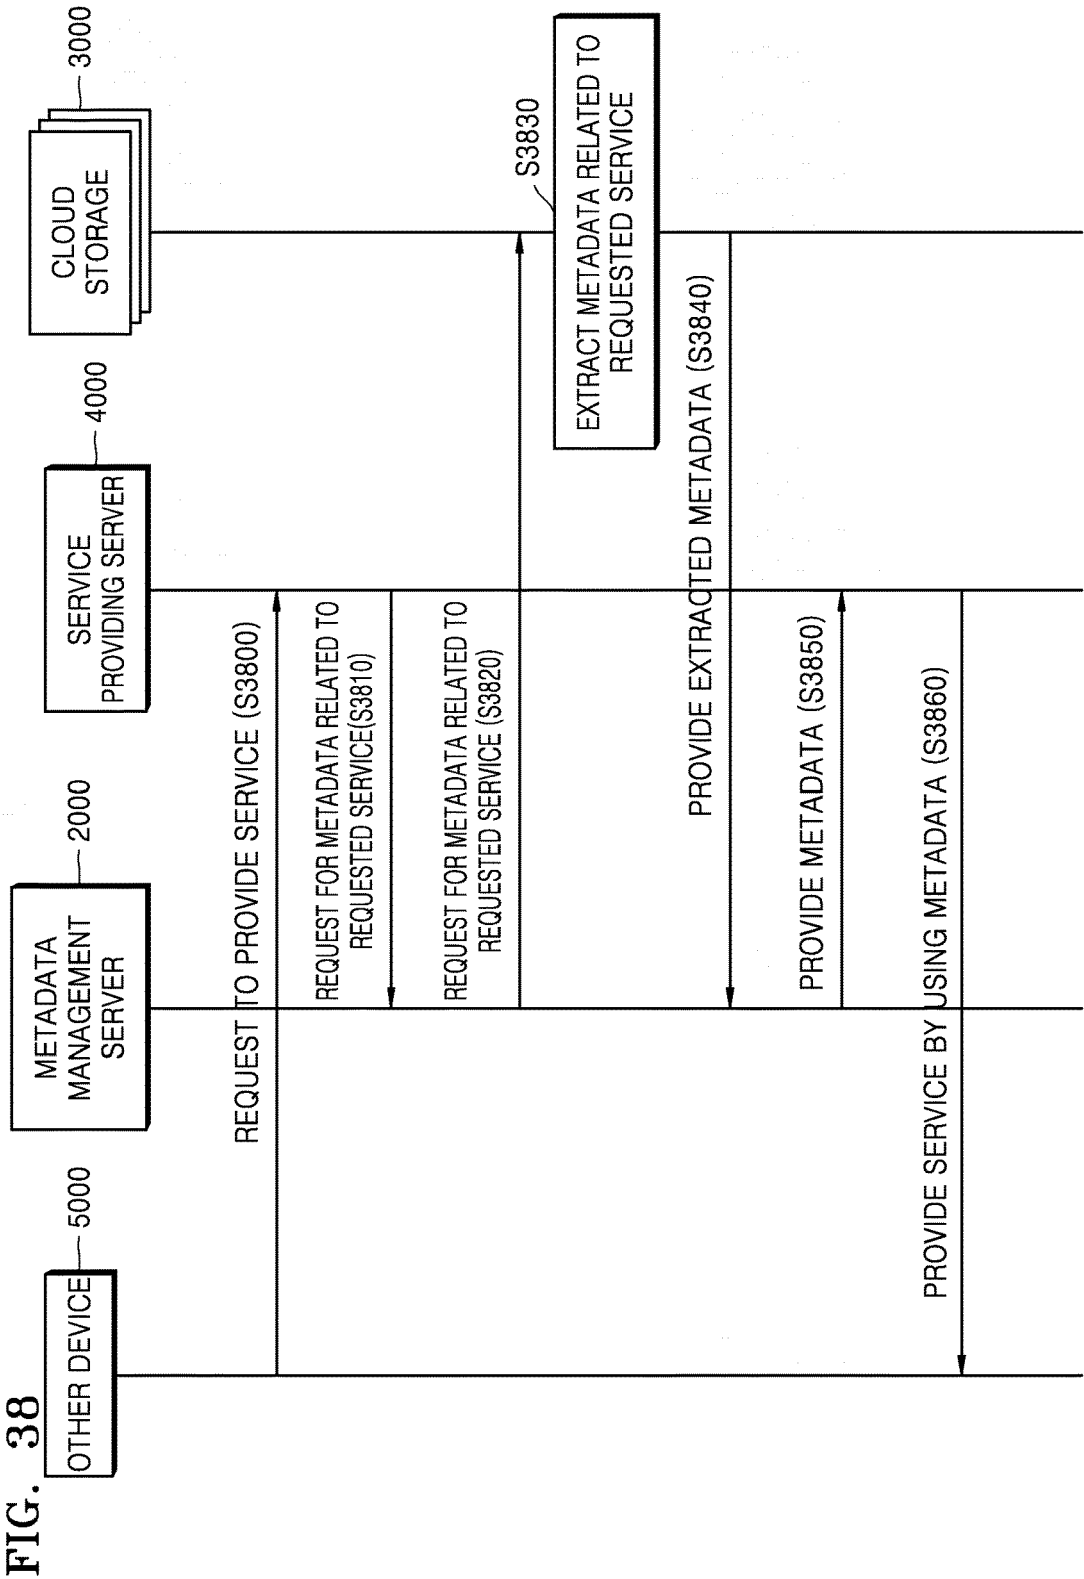 FIG. 38
OTHER DEVICE
5000
METADATA
MANAGEMENT
SERVER
2000
SERVICE
PROVIDING SERVER
4000
CLOUD
STORAGE
3000
REQUEST TO PROVIDE SERVICE (S3800)
REQUEST FOR METADATA RELATED TO
REQUESTED SERVICE(S3810)
REQUEST FOR METADATA RELATED TO
REQUESTED SERVICE (S3820)
S3830
EXTRACT METADATA RELATED TO
REQUESTED SERVICE
PROVIDE EXTRACTED METADATA (S3840)
PROVIDE METADATA (S3850)
PROVIDE SERVICE BY USING METADATA (S3860)